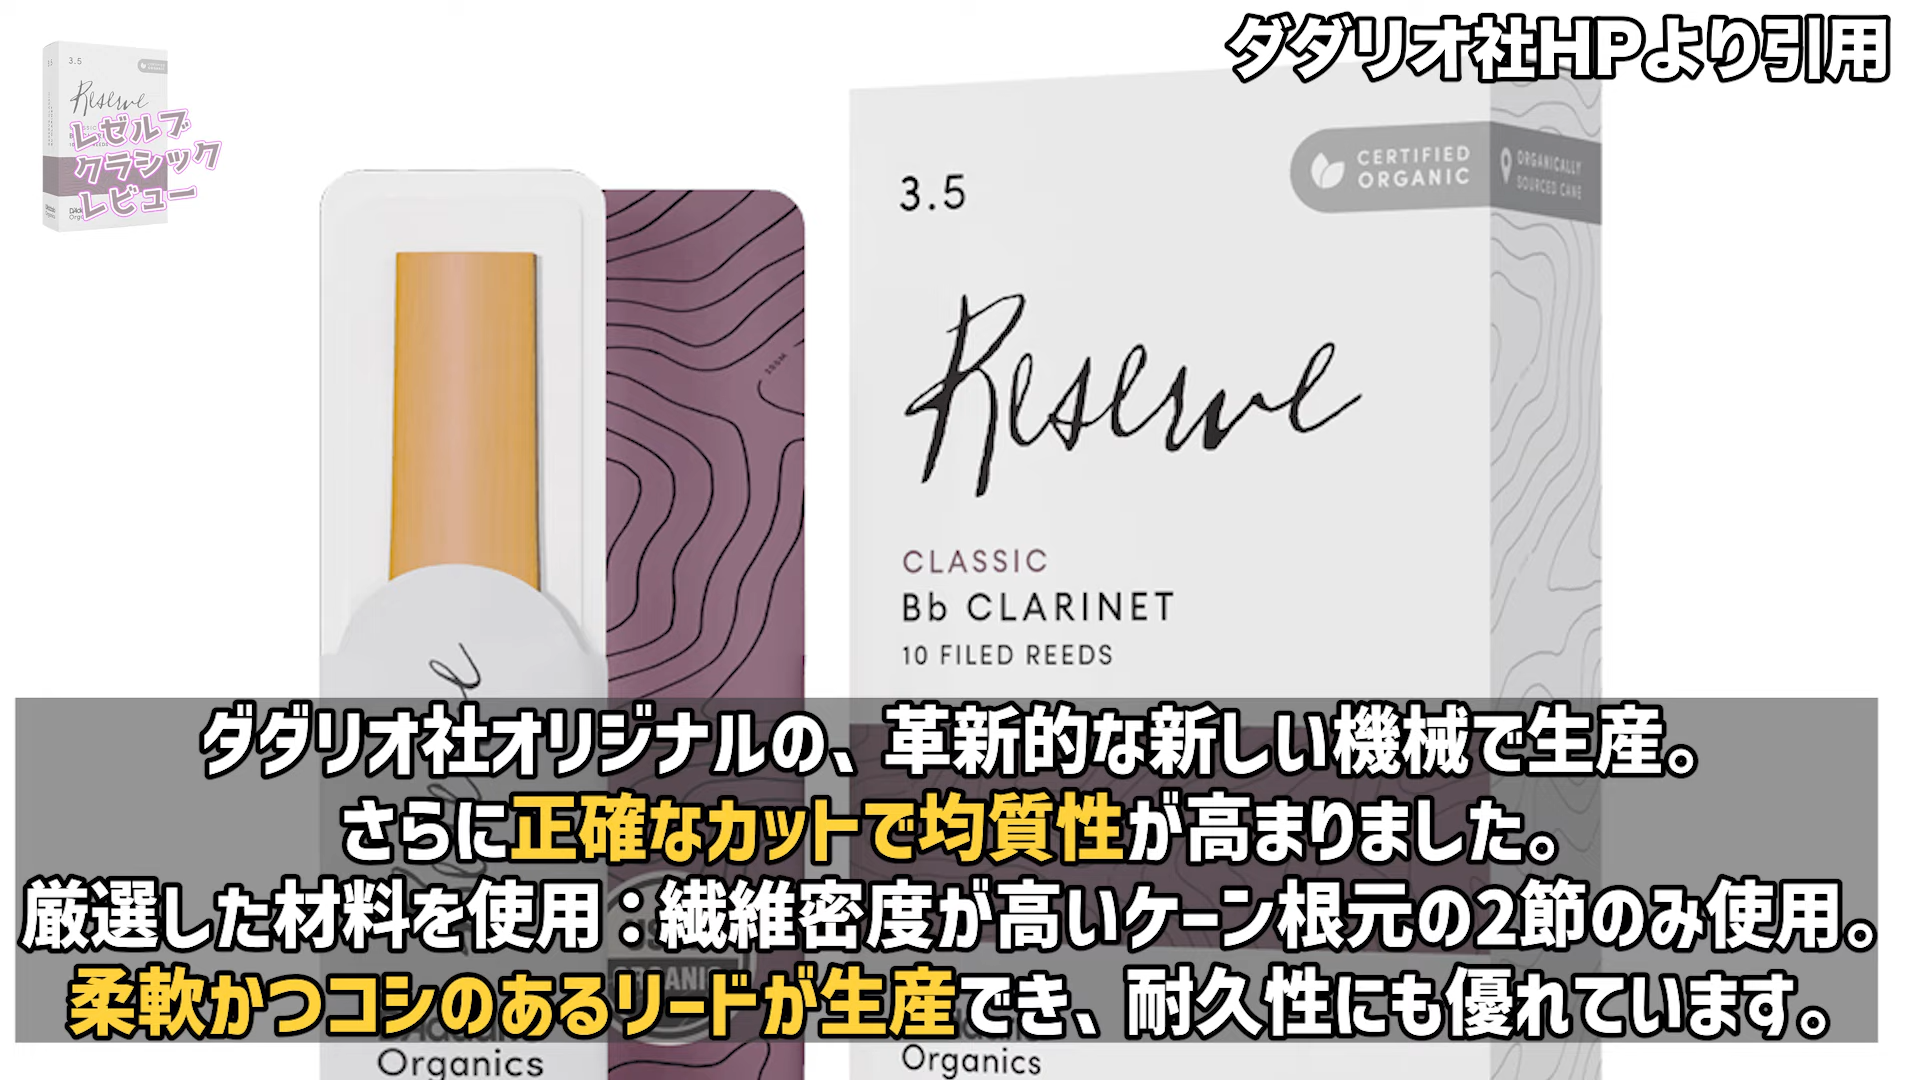 ダダリオ社HPより引用
3.5
Reserve
レゼルブ
クラシック
レビュー
3.5
CERTIFIED
ORGANIC
ORGANICALLY
SOURCED CANE
Reserve
CLASSIC
Bb CLARINET
10 FILED REEDS
ダダリオ社オリジナルの、革新的な新しい機械で生産。
さらに正確なカットで均質性が高まりました。
厳選した材料を使用：繊維密度が高いケーン根元の2節のみ使用。
柔軟かつコシのあるリードが生産でき、耐久性にも優れています。
Organics
Organics